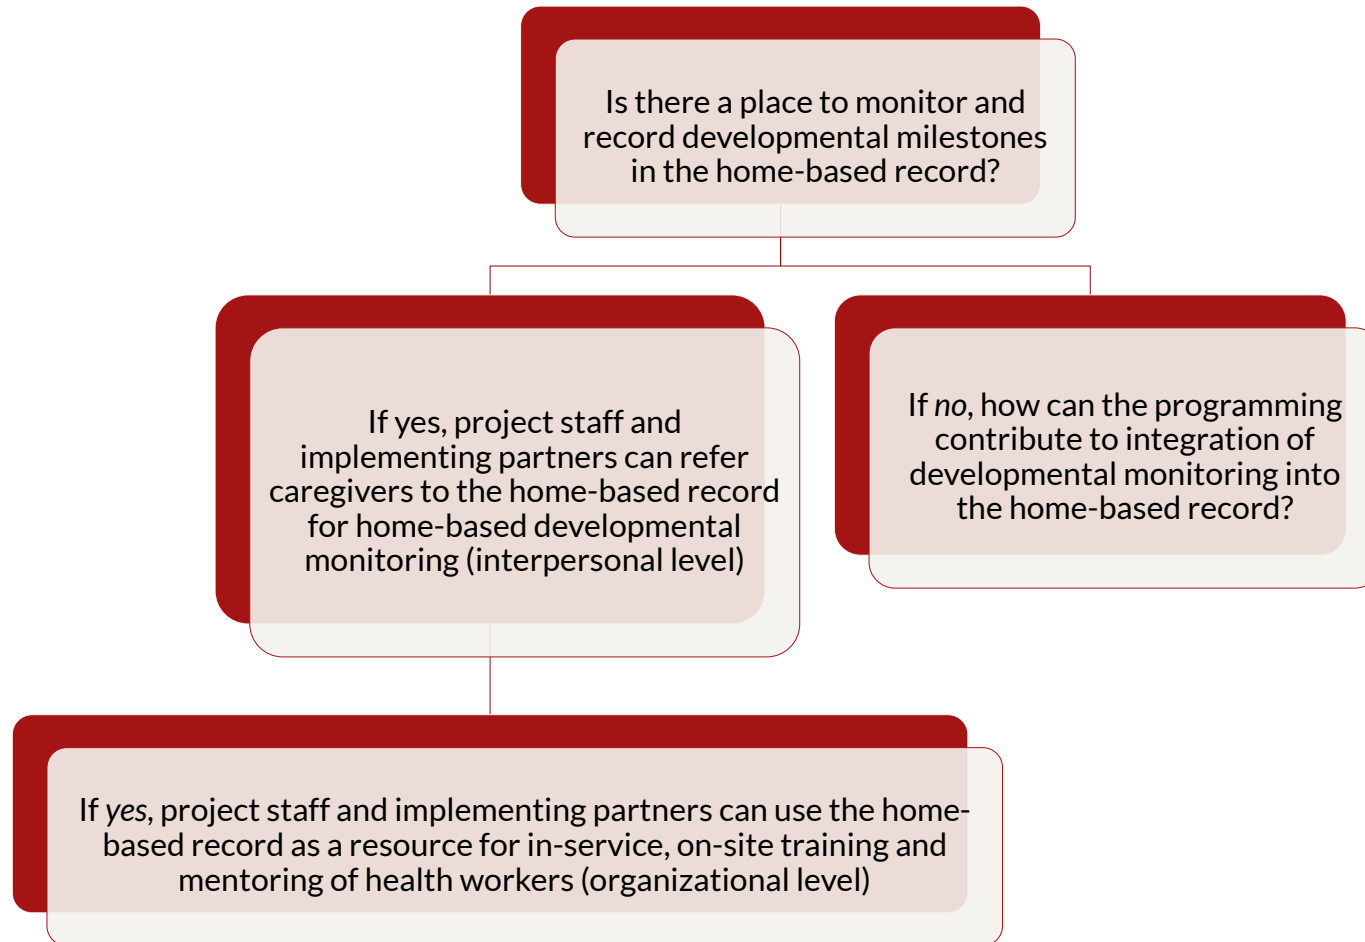 Is there a place to monitor and
record developmental milestones
in the home-based record?
If yes, project staff and
implementing partners can refer
caregivers to the home-based record
for home-based developmental
monitoring (interpersonal level)
If no, how can the programming
contribute to integration of
developmental monitoring into
the home-based record?
If yes, project staff and implementing partners can use the home-
based record as a resource for in-service, on-site training and
mentoring of health workers (organizational level)